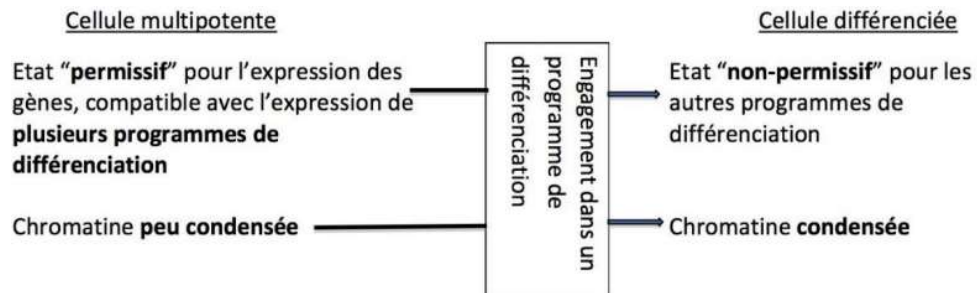 Cellule multipotente
Etat “permissif” pour l’expression des
gènes, compatible avec l’expression de
plusieurs programmes de
différenciation
Chromatine peu condensée
Engagement dans un
programme de
différenciation
Cellule différenciée
Etat “non-permissif” pour les
autres programmes de
différenciation
Chromatine condensée